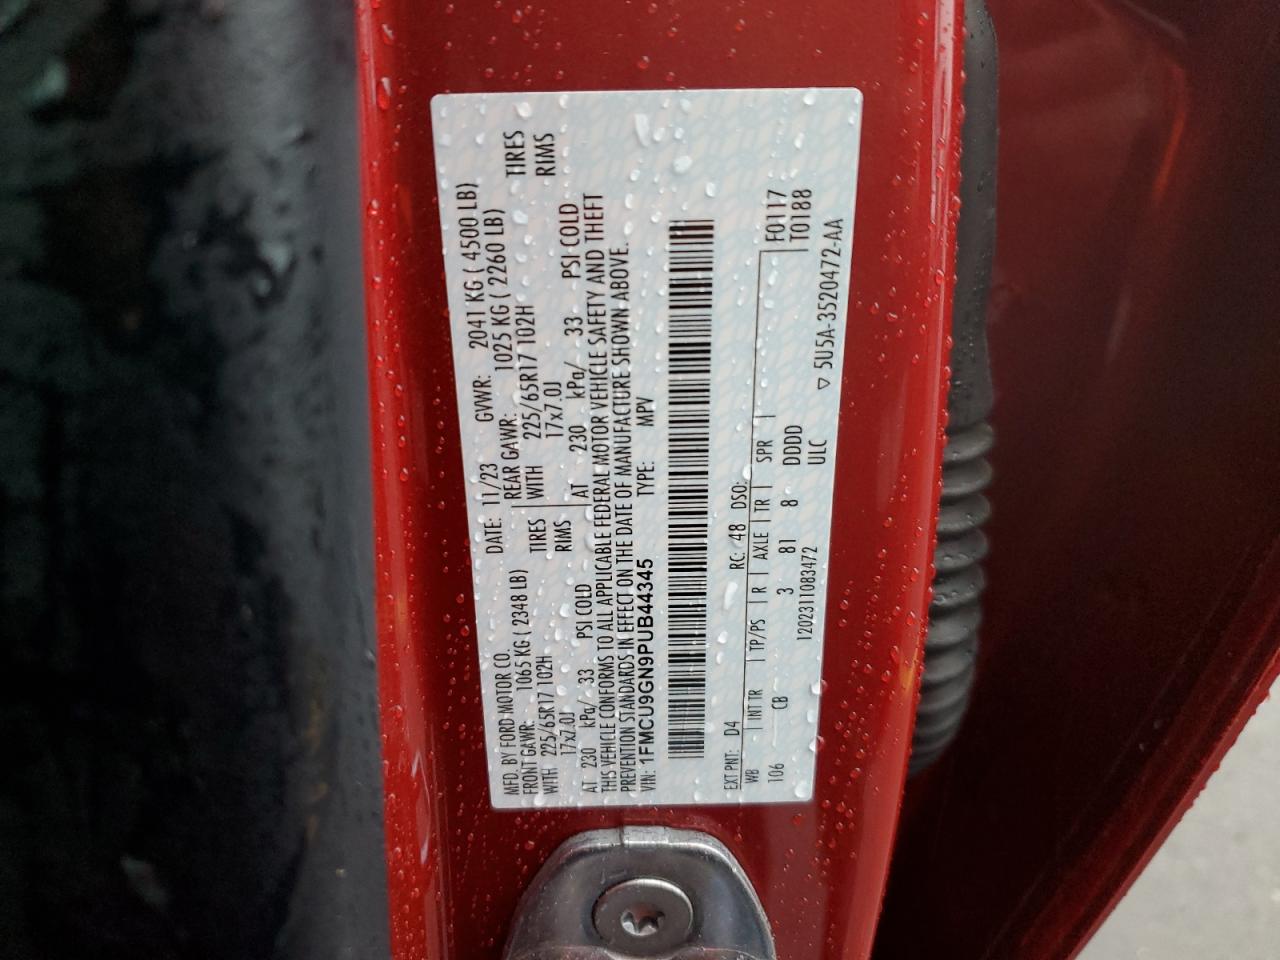 MFD. BY FORD MOTOR CO. DATE: 11/23 GVWR: 2041 KG ( 4500 LB)
FRONT GAWR: 1065 KG ( 2348 LB) REAR GAWR: 1025 KG ( 2260 LB)
WITH 225/65R17 102H TIRES WITH 225/65R17 102H TIRES
17x7.0J RIMS 17x7.0J RIMS
AT 230 kPa/ 33 PSI COLD AT 230 kPa/ 33 PSI COLD
THIS VEHICLE CONFORMS TO ALL APPLICABLE FEDERAL MOTOR VEHICLE SAFETY AND THEFT
PREVENTION STANDARDS IN EFFECT ON THE DATE OF MANUFACTURE SHOWN ABOVE.
VIN: 1FMCU9GN9PUB44345 TYPE: MPV
EXT PNT: D4 RC: 48 DSO:
WB INT TR TP/PS R AXLE TR SPR F0117
106 CB 3 81 8 DDDD T0188
ULC
1202311083472 5U5A-3520472-AA